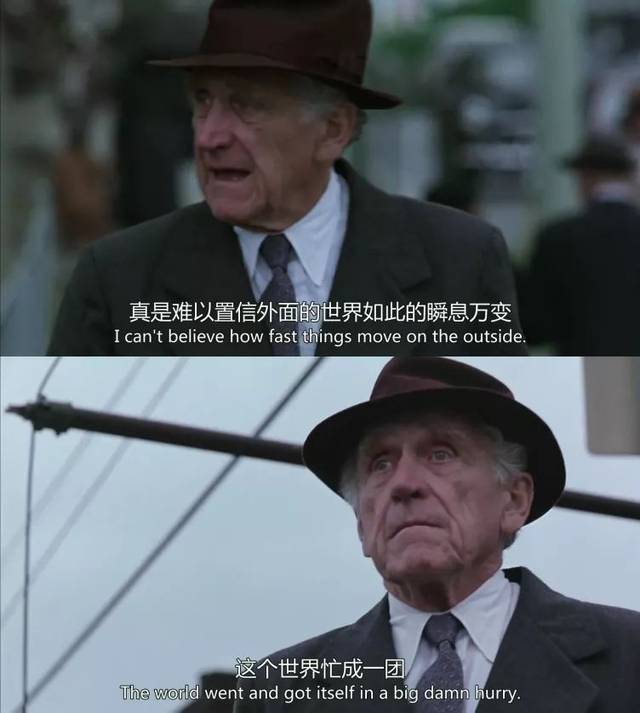 真是难以置信外面的世界如此的瞬息万变
I can't believe how fast things move on the outside.
这个世界忙成一团
The world went and got itself in a big damn hurry.